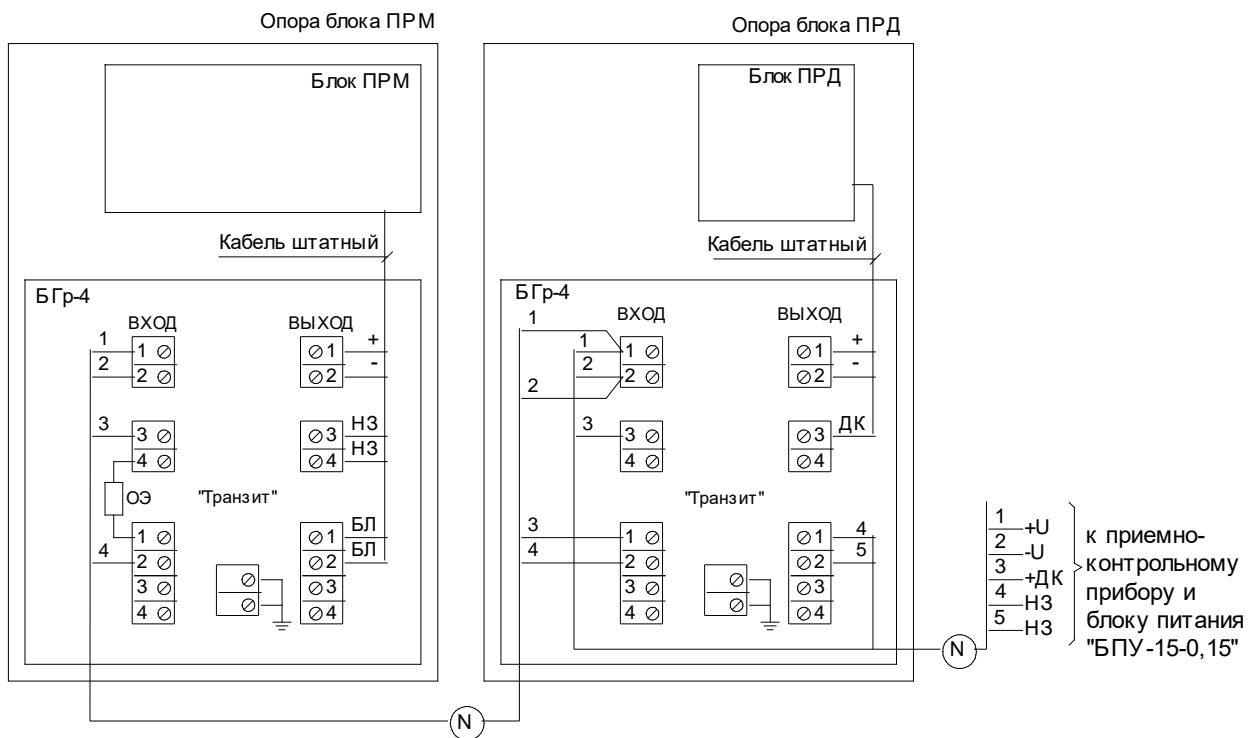 Опора блока ПРМ
Блок ПРМ
Кабель штатный
БГр-4
ВХОД
ВЫХОД
1
1
1
+
2
2
2
-
3
3
3
НЗ
4
4
НЗ
ОЭ
"Транзит"
1
1
БЛ
4
2
2
БЛ
3
3
4
4
N
Опора блока ПРД
Блок ПРД
Кабель штатный
БГр-4
1
ВХОД
ВЫХОД
1
1
1
+
2
2
2
-
2
3
3
3
ДК
4
4
"Транзит"
3
1
1
4
4
2
2
5
3
3
4
4
N
1
+U
2
-U
3
+ДК
4
НЗ
5
НЗ
к приемно-
контрольному
прибору и
блоку питания
"БПУ-15-0,15"